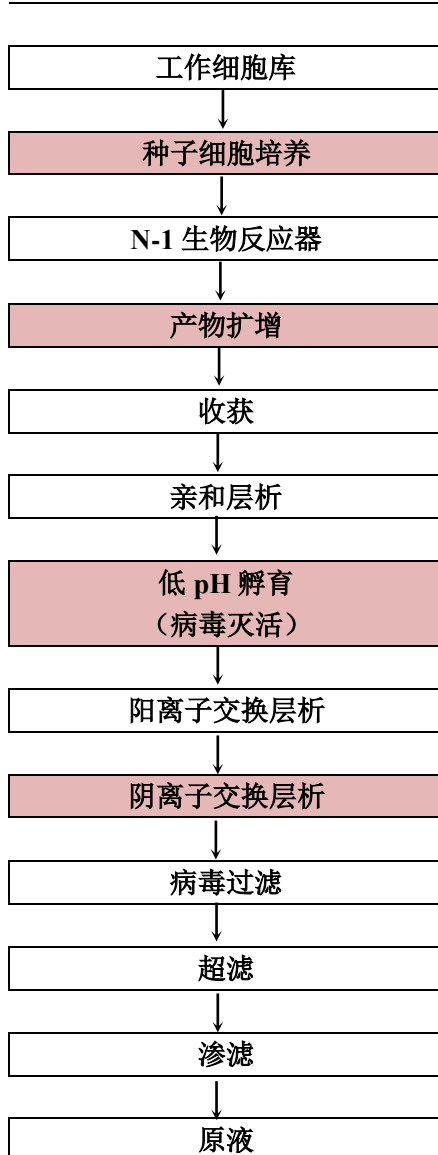 工作细胞库
种子细胞培养
N-1 生物反应器
产物扩增
收获
亲和层析
低 pH 孵育
（病毒灭活）
阳离子交换层析
阴离子交换层析
病毒过滤
超滤
渗滤
原液